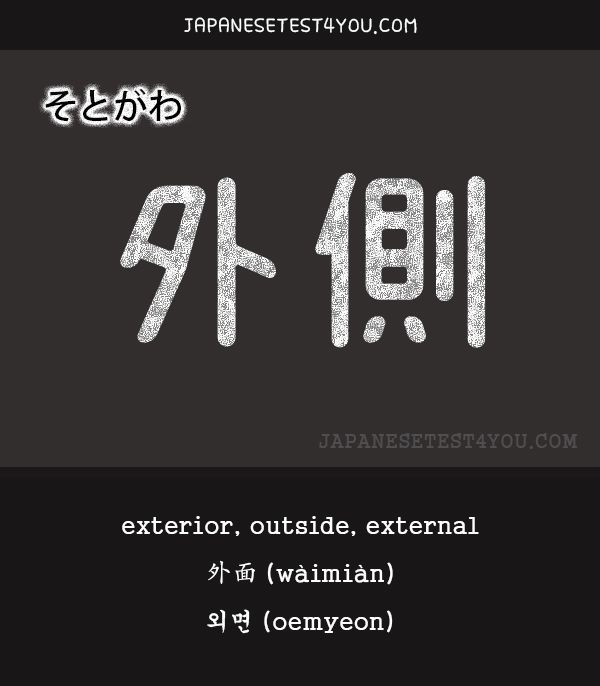 JAPANESETEST4YOU.COM
そとがわ
外側
JAPANESETEST4YOU.COM
exterior, outside, external
外面 (wàimiàn)
외면 (oemyeon)